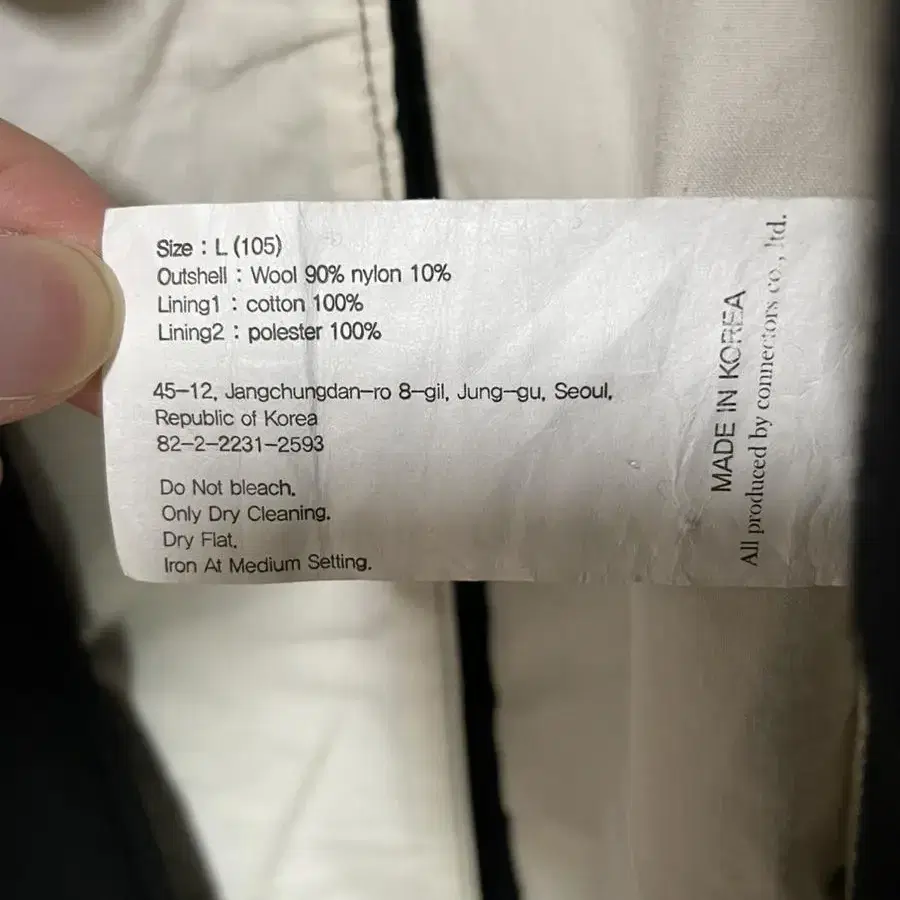 Size : L (105)
Outshell : Wool 90% nylon 10%
Lining1 : cotton 100%
Lining2 : polester 100%
45-12, Jangchungdan-ro 8-gil, Jung-gu, Seoul,
Republic of Korea
82-2-2231-2593
Do Not bleach.
Only Dry Cleaning.
Dry Flat.
Iron At Medium Setting.
MADE IN KOREA
All produced by connectors co., ltd.